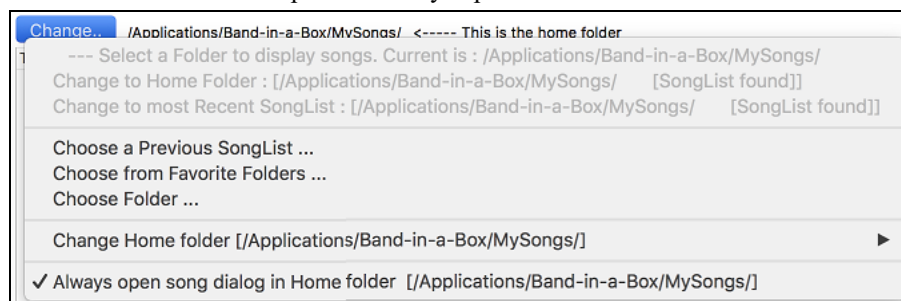 Change.. /Applications/Band-in-a-Box/MySongs/ <----- This is the home folder
--- Select a Folder to display songs. Current is : /Applications/Band-in-a-Box/MySongs/
Change to Home Folder : [/Applications/Band-in-a-Box/MySongs/ [SongList found]]
Change to most Recent SongList : [/Applications/Band-in-a-Box/MySongs/ [SongList found]]
Choose a Previous SongList ...
Choose from Favorite Folders ...
Choose Folder ...
Change Home folder [/Applications/Band-in-a-Box/MySongs/]
✓ Always open song dialog in Home folder [/Applications/Band-in-a-Box/MySongs/]